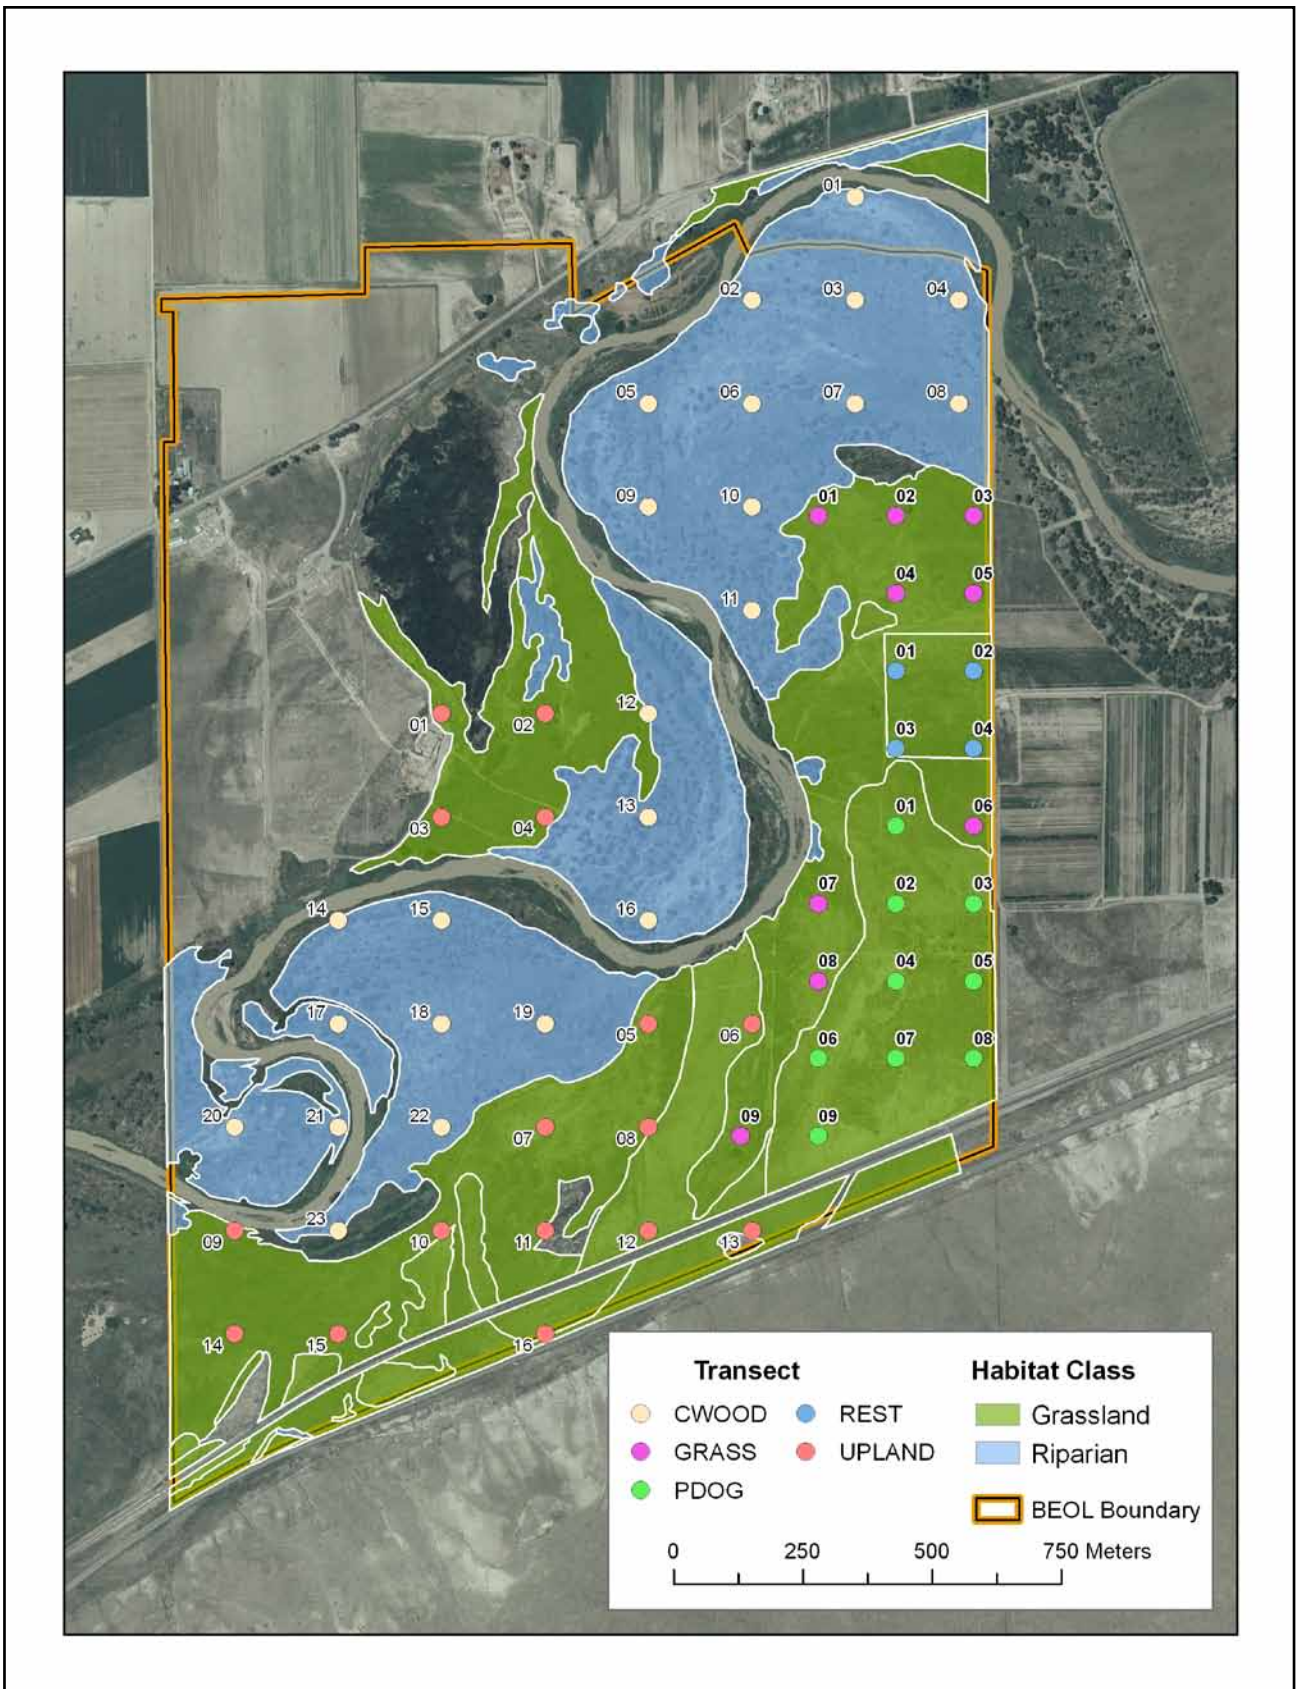 01
02 03 04
05 06 07 08
09 10 01 02 03
04 05
11
01 02
01 02 12
03 04
03 04 13 01 06
07 02 03
14 15 16
08 04 05
17 18 19 05 06
06 07 08
20 21 22 07 08 09 09
09 23 10 11 12 13
14 15 16
Transect
CWOOD REST
GRASS UPLAND
PDOG
Habitat Class
Grassland
Riparian
BEOL Boundary
0 250 500 750 Meters